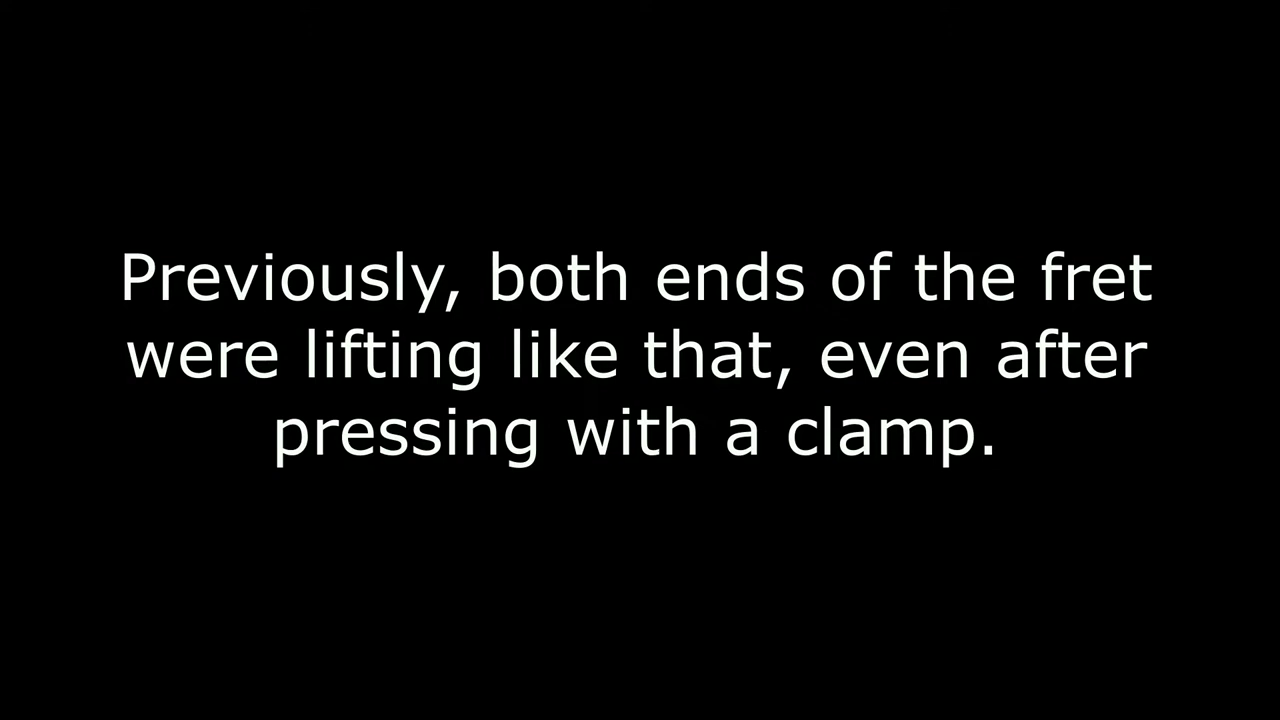 Previously, both ends of the fret
were lifting like that, even after
pressing with a clamp.